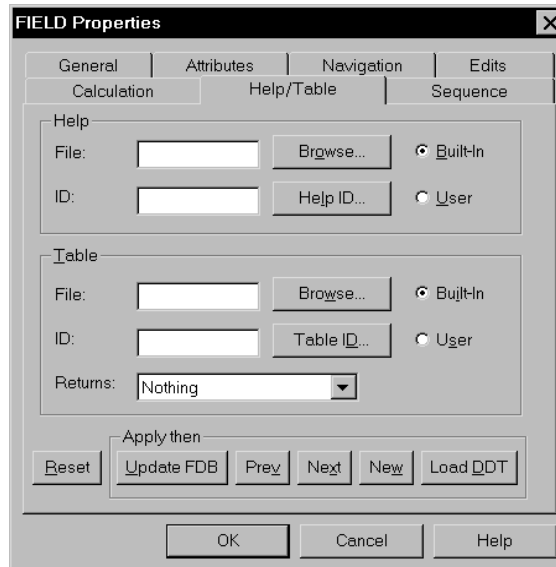 FIELD Properties
General Attributes Navigation Edits
Calculation Help/Table Sequence
Help
File: Browse... Built-In
ID: Help ID... User
Table
File: Browse... Built-In
ID: Table ID... User
Returns: Nothing
Apply then
Reset Update FDB Prev Next New Load DDT
OK Cancel Help